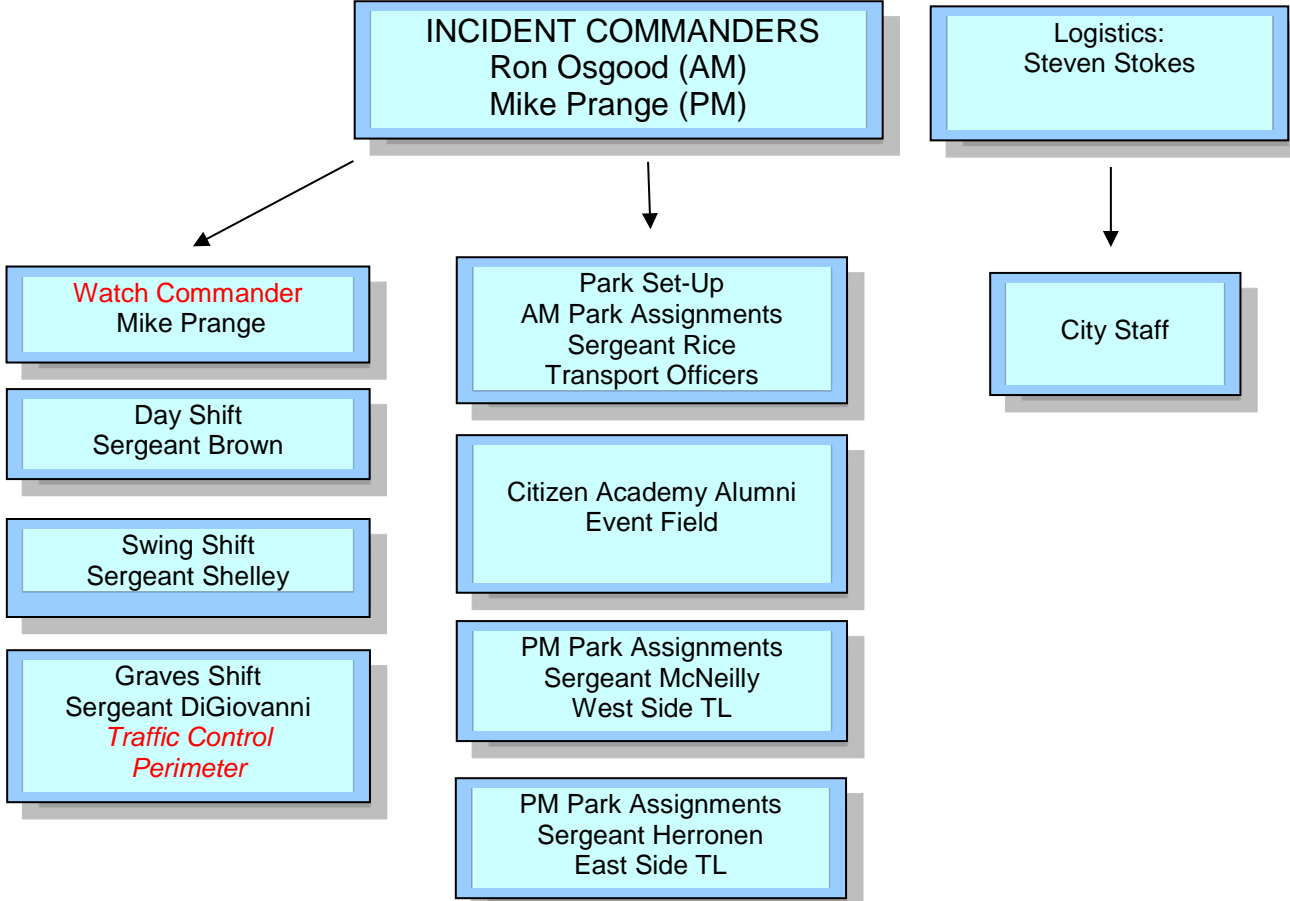 INCIDENT COMMANDERS
Ron Osgood (AM)
Mike Prange (PM)
Logistics:
Steven Stokes
Watch Commander
Mike Prange
Day Shift
Sergeant Brown
Swing Shift
Sergeant Shelley
Graves Shift
Sergeant DiGiovanni
Traffic Control
Perimeter
Park Set-Up
AM Park Assignments
Sergeant Rice
Transport Officers
Citizen Academy Alumni
Event Field
PM Park Assignments
Sergeant McNeilly
West Side TL
PM Park Assignments
Sergeant Herronen
East Side TL
City Staff